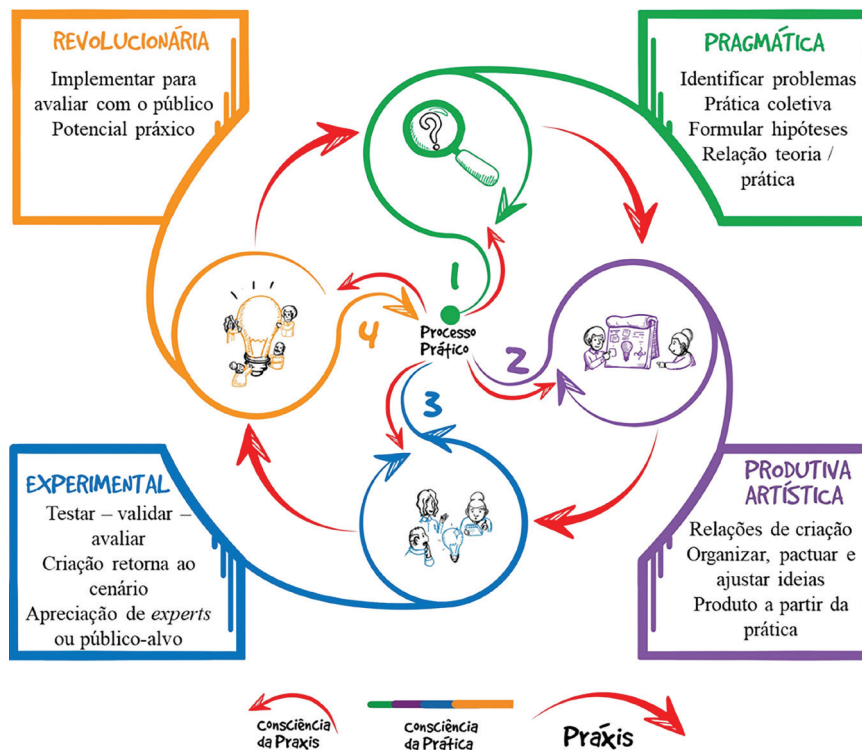 REVOLUCIONÁRIA
Implementar para
avaliar com o público
Potencial práxico
PRAGMÁTICA
Identificar problemas
Prática coletiva
Formular hipóteses
Relação teoria /
prática
?
1
Processo
Prático
2
3
4
EXPERIMENTAL
Testar – validar –
avaliar
Criação retorna ao
cenário
Apreciação de experts
ou público-alvo
PRODUTIVA
ARTÍSTICA
Relações de criação
Organizar, pactuar e
ajustar ideias
Produto a partir da
prática
Consciência
da Praxis
Consciência
da Prática
Práxis